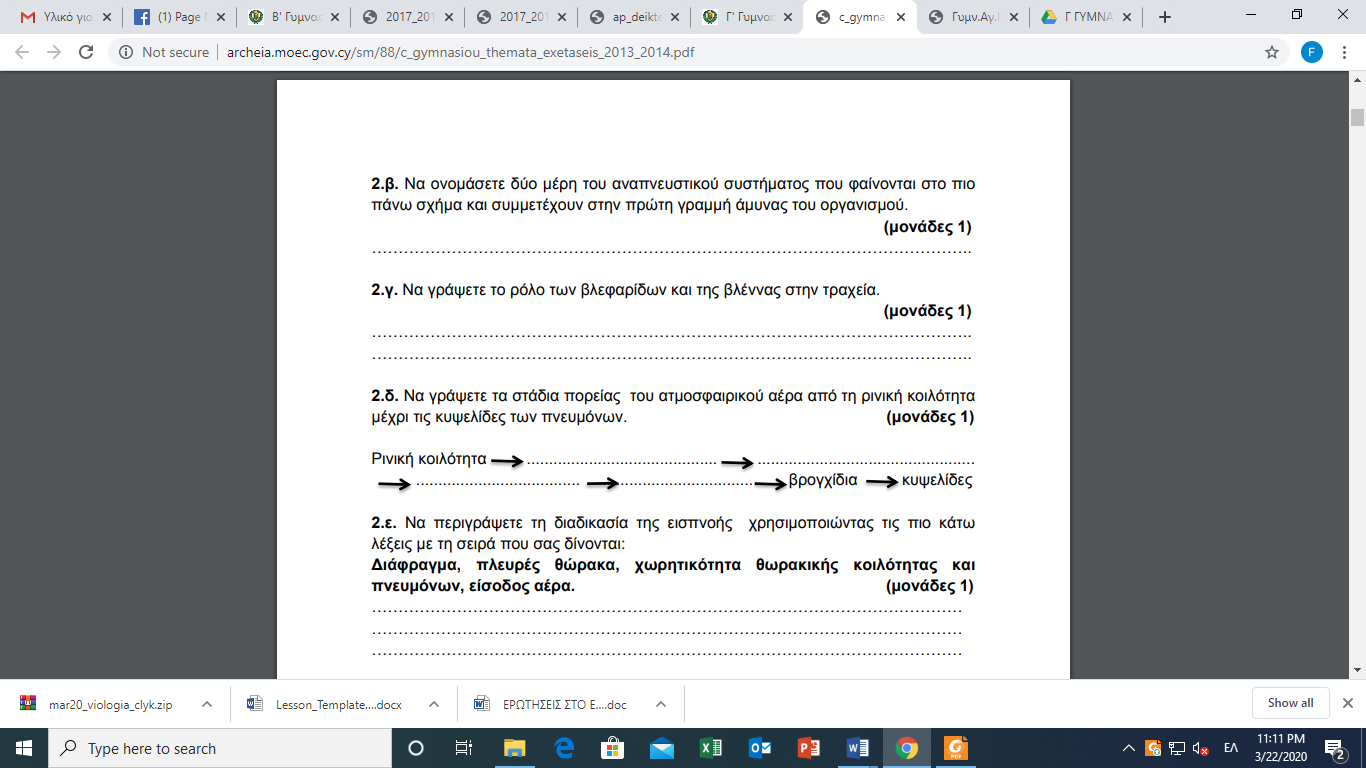 Υλικό για
(1) Page
Β' Γυμνασ
2017_201
2017_201
ap_deikte
Γ' Γυμνασ
c_gymnas
Γυμν.Αγ.
Γ ΓΥΜΝΑ
Not secure | archeia.moec.gov.cy/sm/88/c_gymnasiou_themata_exetaseis_2013_2014.pdf
F
2.β. Να ονομάσετε δύο μέρη του αναπνευστικού συστήματος που φαίνονται στο πιο
πάνω σχήμα και συμμετέχουν στην πρώτη γραμμή άμυνας του οργανισμού.
(μονάδες 1)
…………………………………………………………………………………………………..
2.γ. Να γράψετε το ρόλο των βλεφαρίδων και της βλέννας στην τραχεία.
(μονάδες 1)
…………………………………………………………………………………………………..
…………………………………………………………………………………………………..
2.δ. Να γράψετε τα στάδια πορείας του ατμοσφαιρικού αέρα από τη ρινική κοιλότητα
μέχρι τις κυψελίδες των πνευμόνων. (μονάδες 1)
Ρινική κοιλότητα → ........................................... → .................................................
→ ..................................... → .............................. → βρογχίδια → κυψελίδες
2.ε. Να περιγράψετε τη διαδικασία της εισπνοής χρησιμοποιώντας τις πιο κάτω
λέξεις με τη σειρά που σας δίνονται:
Διάφραγμα, πλευρές θώρακα, χωρητικότητα θωρακικής κοιλότητας και
πνευμόνων, είσοδος αέρα. (μονάδες 1)
…………………………………………………………………………………………………
…………………………………………………………………………………………………
…………………………………………………………………………………………………
mar20_viologia_clyk.zip
Lesson_Template....docx
ΕΡΩΤΗΣΕΙΣ ΣΤΟ Ε....doc
Show all
Type here to search
PDF
ΕΛ
11:11 PM
3/22/2020
2